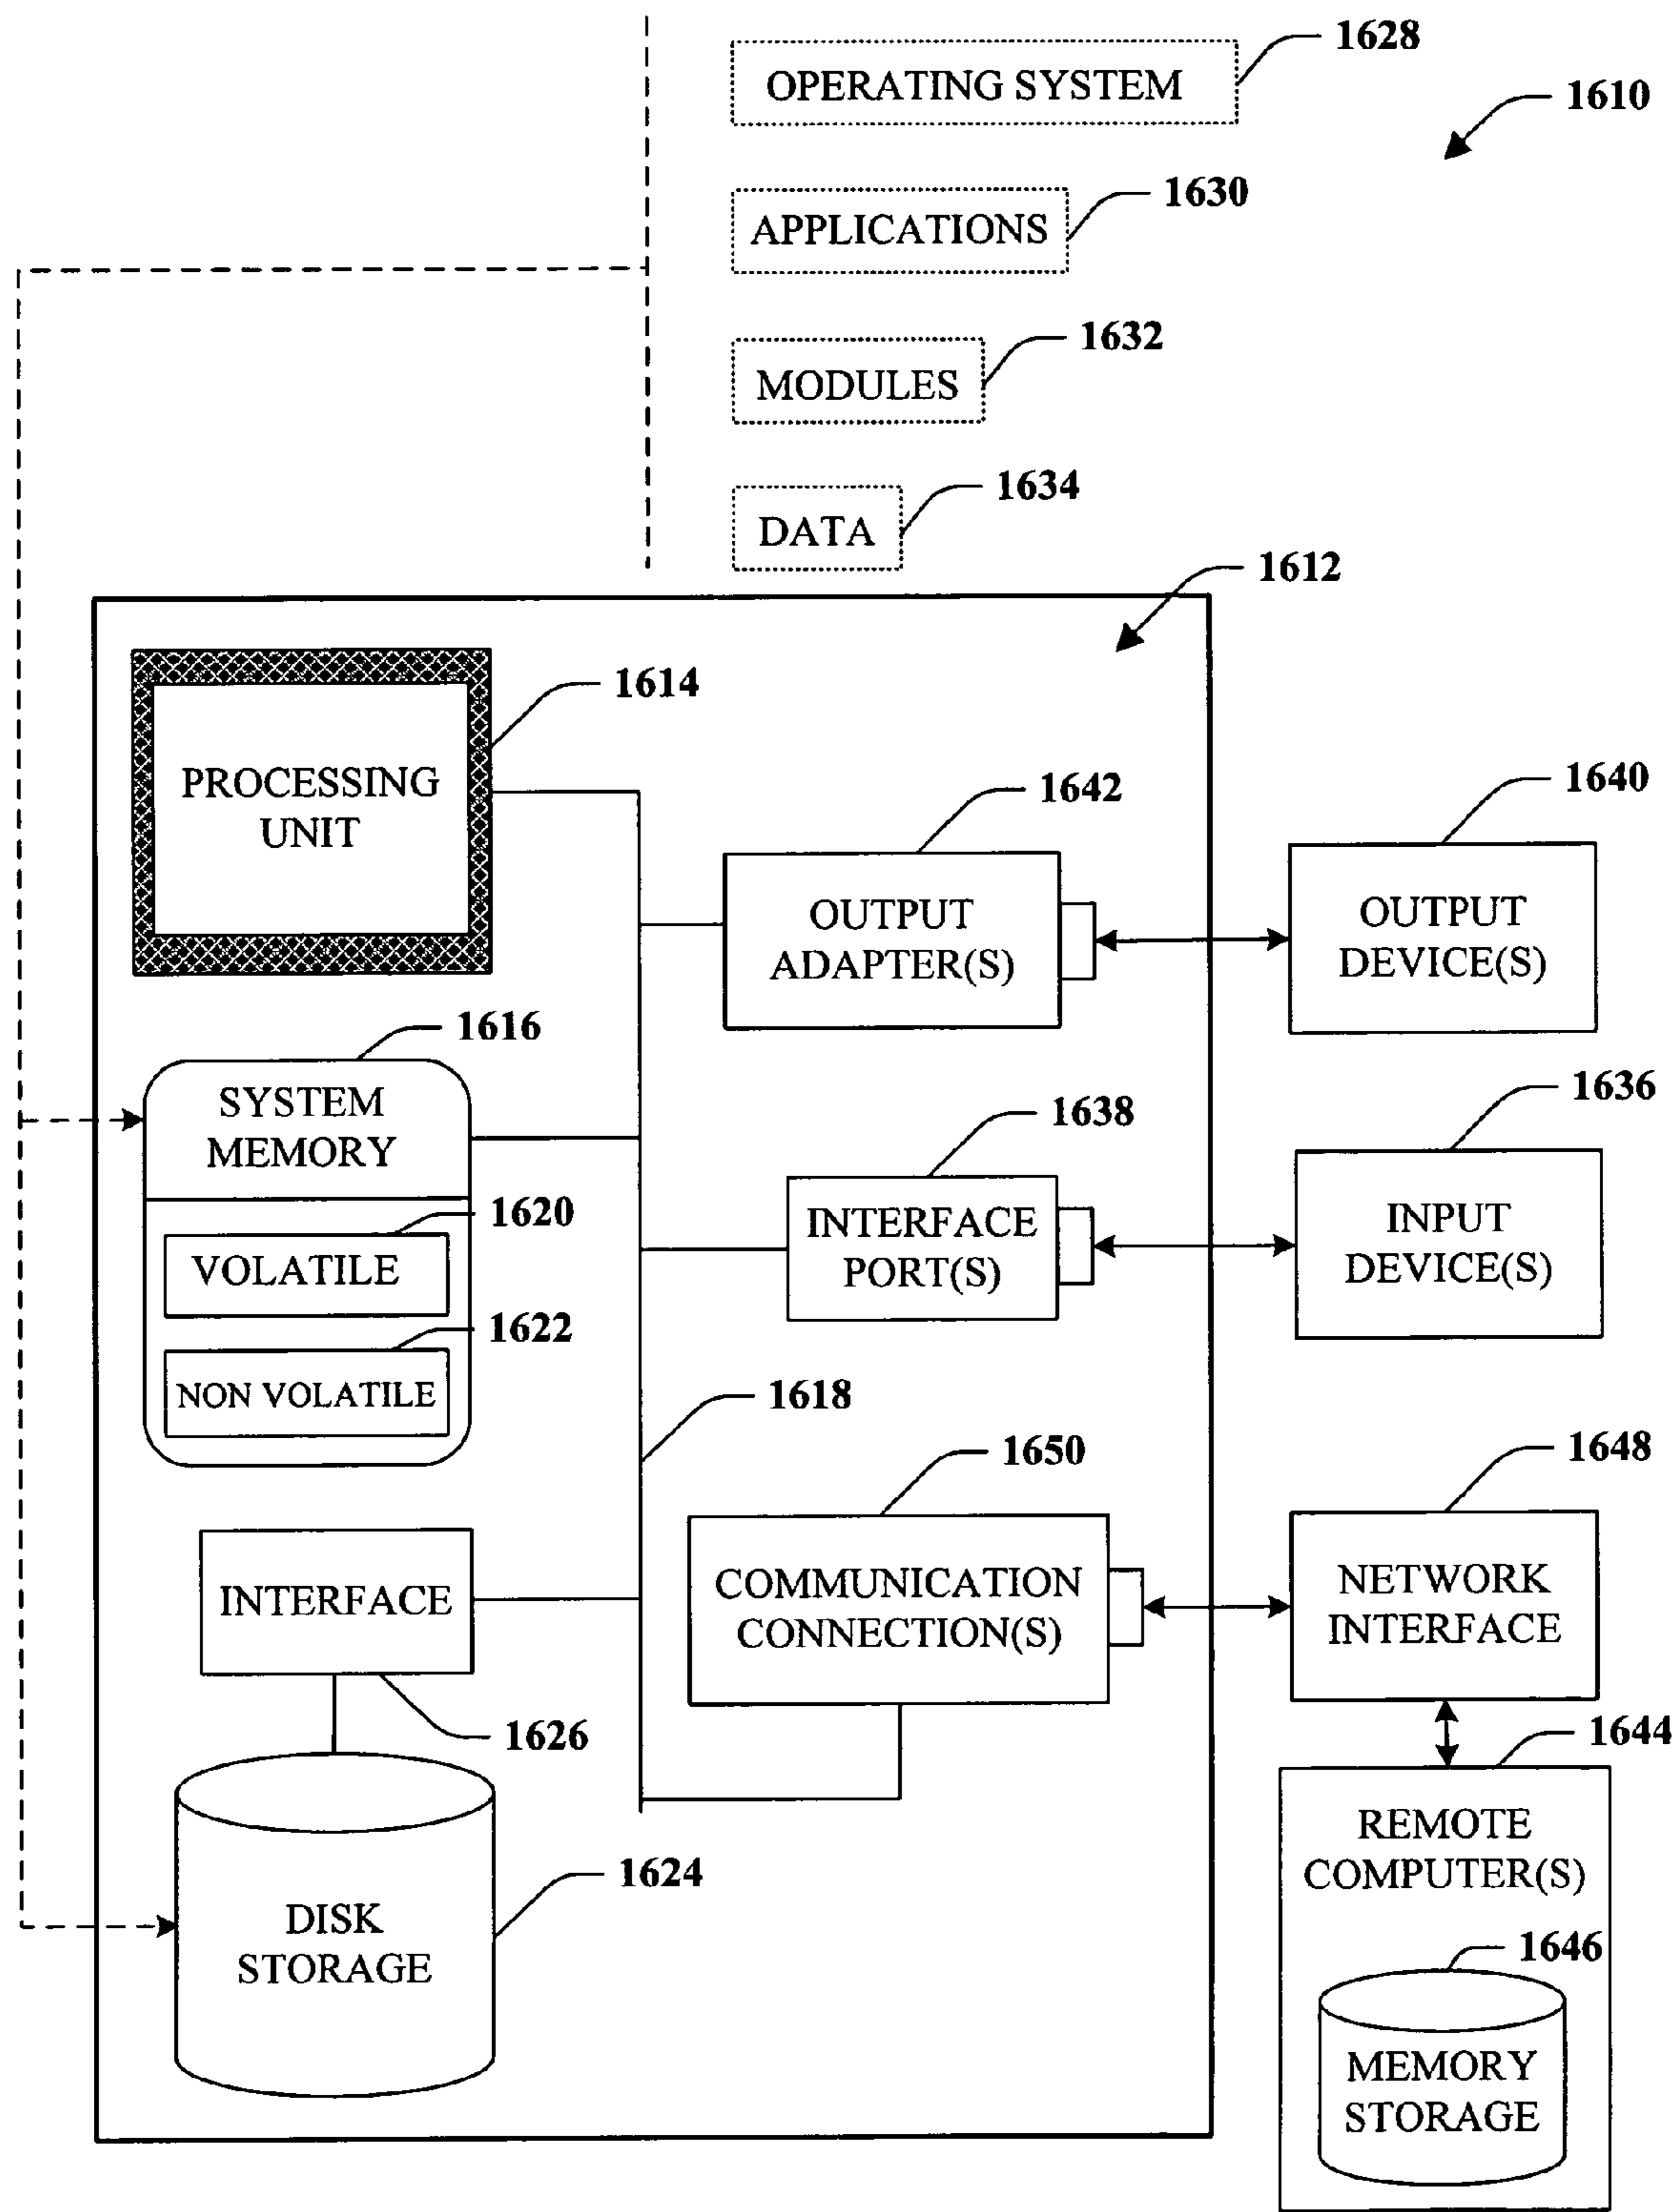 1628
OPERATING SYSTEM
1610
1630
APPLICATIONS
1632
MODULES
1634
DATA
1612
1614
PROCESSING
UNIT
1642
OUTPUT
ADAPTER(S)
1640
OUTPUT
DEVICE(S)
1616
SYSTEM
MEMORY
1620
VOLATILE
1622
NON VOLATILE
1638
INTERFACE
PORT(S)
1636
INPUT
DEVICE(S)
1618
1650
COMMUNICATION
CONNECTION(S)
1648
NETWORK
INTERFACE
INTERFACE
1626
1644
REMOTE
COMPUTER(S)
1624
DISK
STORAGE
1646
MEMORY
STORAGE